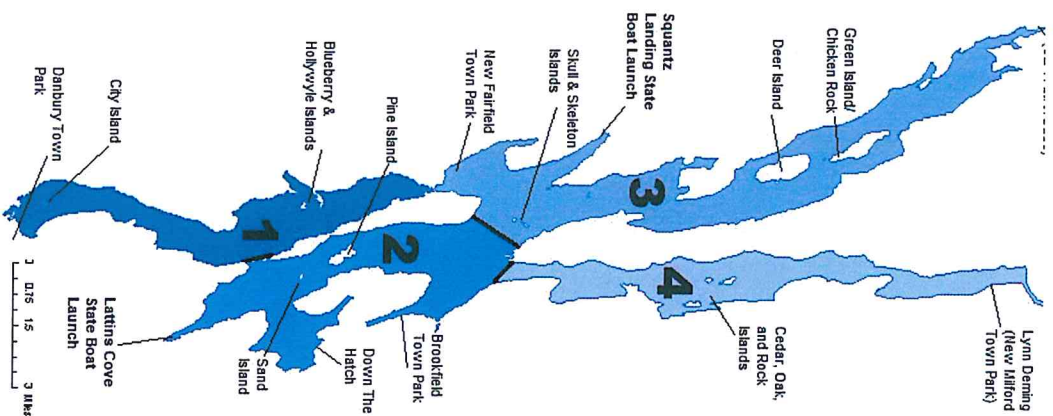 Green Island/
Chicken Rock
Deer Island
Squantz
Landing State
Boat Launch
Skull & Skeleton
Islands
New Fairfield
Town Park
Pine Island
Blueberry &
Hollywyle Islands
City Island
Danbury Town
Park
3
1
2
4
Lynn Deming
(New Milford
Town Park)
Cedar, Oak,
and Rock
Islands
Brookfield
Town Park
Down The
Hatch
Sand
Island
Lattins Cove
State Boat
Launch
0.75
1.5
3 Miles